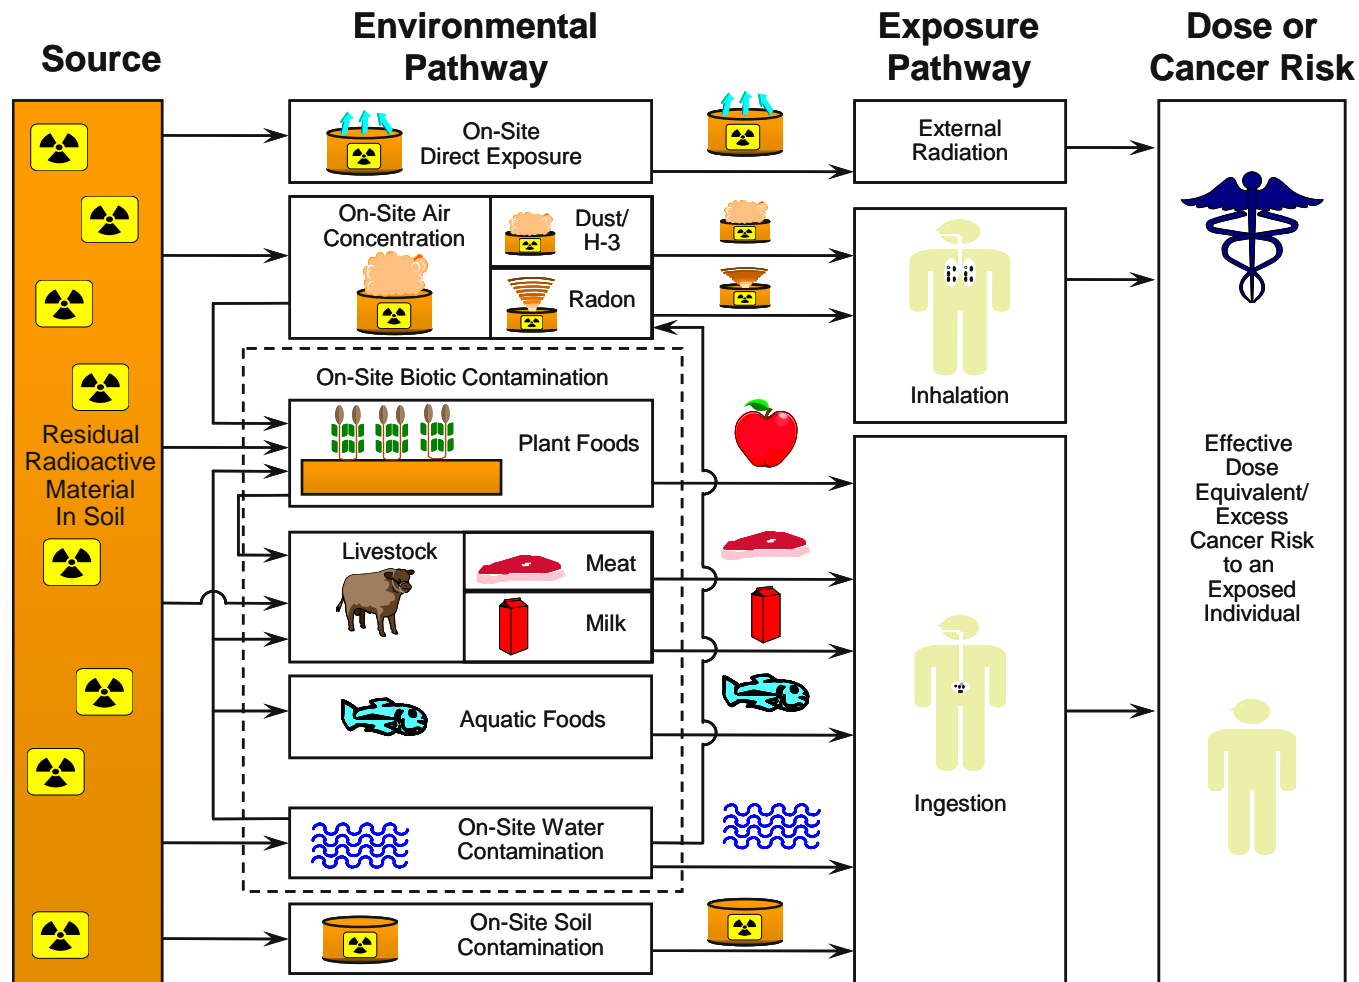 Source
Environmental
Pathway
Exposure
Pathway
Dose or
Cancer Risk
Residual
Radioactive
Material
In Soil
On-Site
Direct Exposure
On-Site Air
Concentration
Dust/
H-3
Radon
On-Site Biotic Contamination
Plant Foods
Livestock
Meat
Milk
Aquatic Foods
On-Site Water
Contamination
On-Site Soil
Contamination
External
Radiation
Inhalation
Ingestion
Effective
Dose
Equivalent/
Excess
Cancer Risk
to an
Exposed
Individual